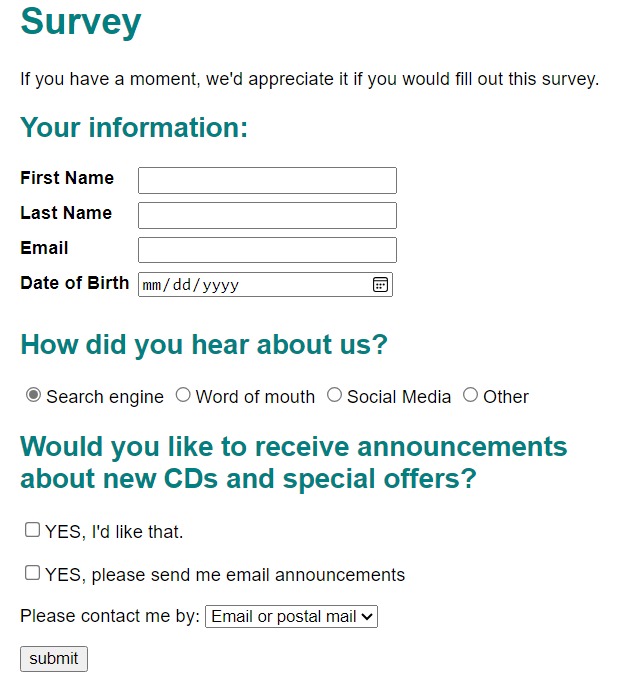 Survey
If you have a moment, we'd appreciate it if you would fill out this survey.
Your information:
First Name
Last Name
Email
Date of Birth mm/dd/yyyy
How did you hear about us?
Search engine Word of mouth Social Media Other
Would you like to receive announcements
about new CDs and special offers?
YES, I'd like that.
YES, please send me email announcements
Please contact me by: Email or postal mail
submit